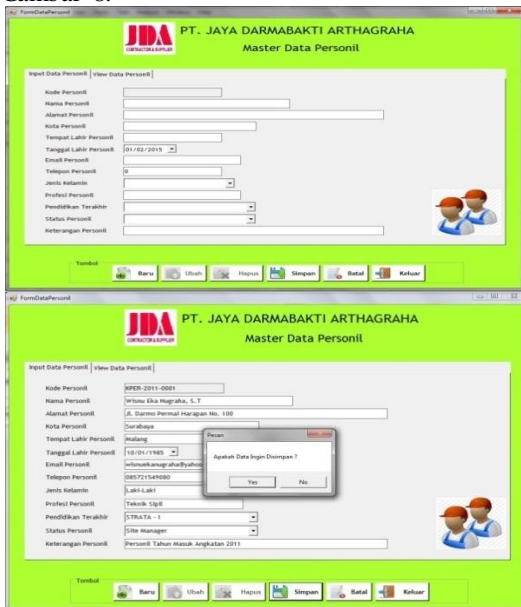 FormDataPersonil
JDA
CONTRACTOR & SUPPLIER
PT. JAYA DARMABAKTI ARTHAGRAHA
Master Data Personil
Input Data Personil View Data Personil
Kode Personil
Nama Personil
Alamat Personil
Kota Personil
Tempat Lahir Personil
Tanggal Lahir Personil 01/02/2015
Email Personil
Telepon Personil 0
Jenis Kelamin
Profesi Personil
Pendidikan Terakhir
Status Personil
Keterangan Personil
Tombol
Baru Ubah Hapus Simpan Batal Keluar
FormDataPersonil
JDA
CONTRACTOR & SUPPLIER
PT. JAYA DARMABAKTI ARTHAGRAHA
Master Data Personil
Input Data Personil View Data Personil
Kode Personil KPER-2011-0001
Nama Personil Wisnu Eka Nugraha, S.T
Alamat Personil Jl. Darmo Permai Harapan No. 100
Kota Personil Surabaya
Tempat Lahir Personil Malang
Tanggal Lahir Personil 10/01/1985
Email Personil wisnuekanugraha@yahoo
Telepon Personil 085721549080
Jenis Kelamin Laki-Laki
Profesi Personil Teknik Sipil
Pendidikan Terakhir STRATA - 1
Status Personil Site Manager
Keterangan Personil Personil Tahun Masuk Angkatan 2011
Pesan
Apakah Data Ingin Disimpan ?
Yes No
Tombol
Baru Ubah Hapus Simpan Batal Keluar